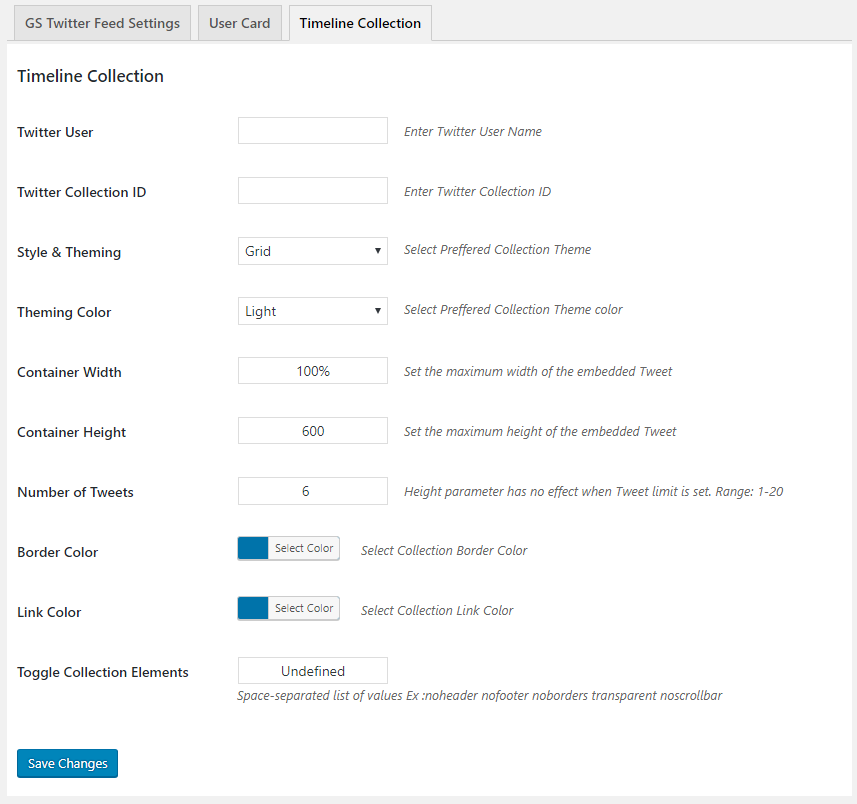 GS Twitter Feed Settings User Card Timeline Collection
Timeline Collection
Twitter User Enter Twitter User Name
Twitter Collection ID Enter Twitter Collection ID
Style & Theming Grid Select Preffered Collection Theme
Theming Color Light Select Preffered Collection Theme color
Container Width 100% Set the maximum width of the embedded Tweet
Container Height 600 Set the maximum height of the embedded Tweet
Number of Tweets 6 Height parameter has no effect when Tweet limit is set. Range: 1-20
Border Color Select Color Select Collection Border Color
Link Color Select Color Select Collection Link Color
Toggle Collection Elements Undefined
Space-separated list of values Ex :noheader nofooter noborders transparent noscrollbar
Save Changes